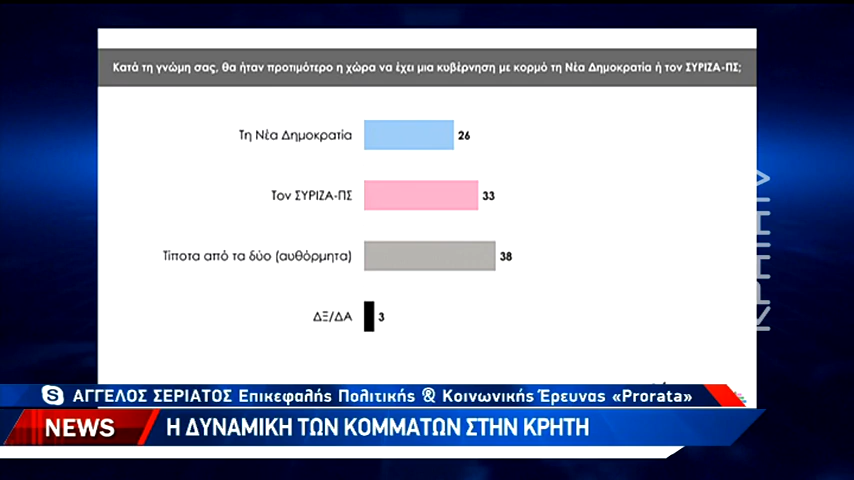 Κατά τη γνώμη σας, θα ήταν προτιμότερο η χώρα να έχει μια κυβέρνηση με κορμό τη Νέα Δημοκρατία ή τον ΣΥΡΙΖΑ-ΠΣ;
Τη Νέα Δημοκρατία 26
Τον ΣΥΡΙΖΑ-ΠΣ 33
Τίποτα από τα δύο (αυθόρμητα) 38
ΔΞ/ΔΑ 3
ΚΡΗΤΗTV
ΑΓΓΕΛΟΣ ΣΕΡΙΑΤΟΣ Επικεφαλής Πολιτικής & Κοινωνικής Έρευνας «Prorata»
NEWS Η ΔΥΝΑΜΙΚΗ ΤΩΝ ΚΟΜΜΑΤΩΝ ΣΤΗΝ ΚΡΗΤΗ